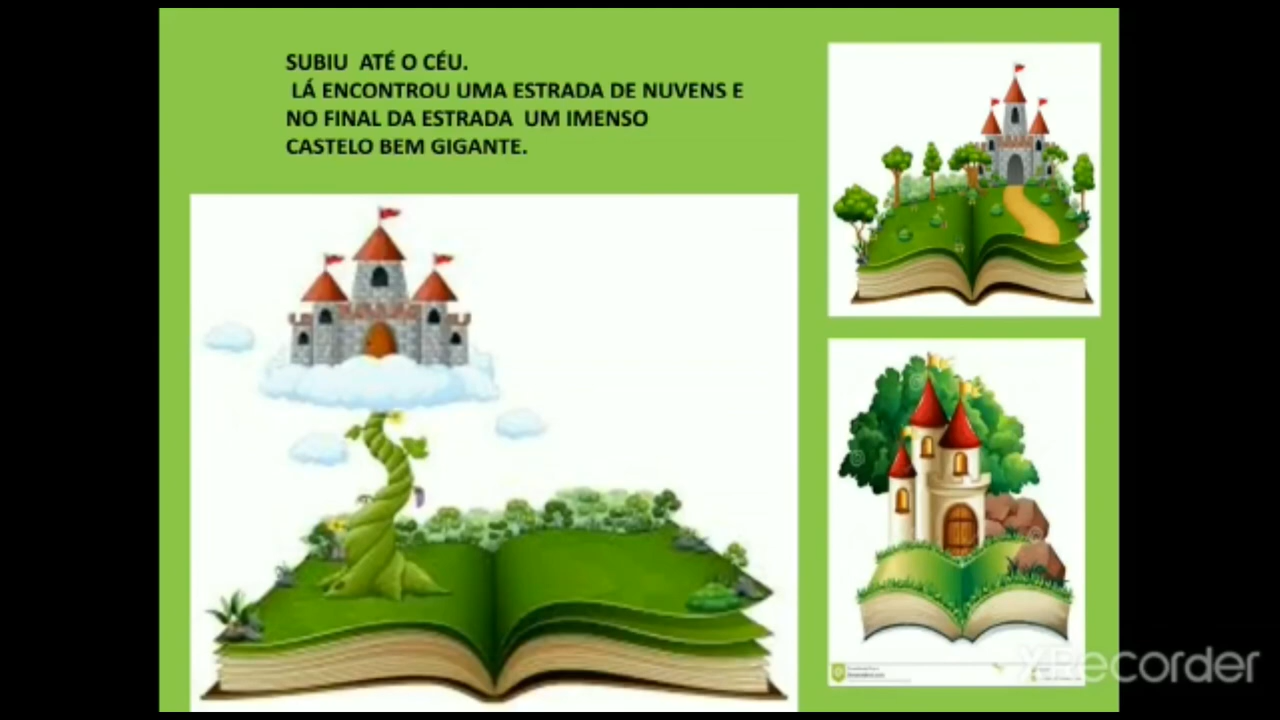 SUBIU ATÉ O CÉU.
LÁ ENCONTROU UMA ESTRADA DE NUVENS E
NO FINAL DA ESTRADA UM IMENSO
CASTELO BEM GIGANTE.
XRecorder